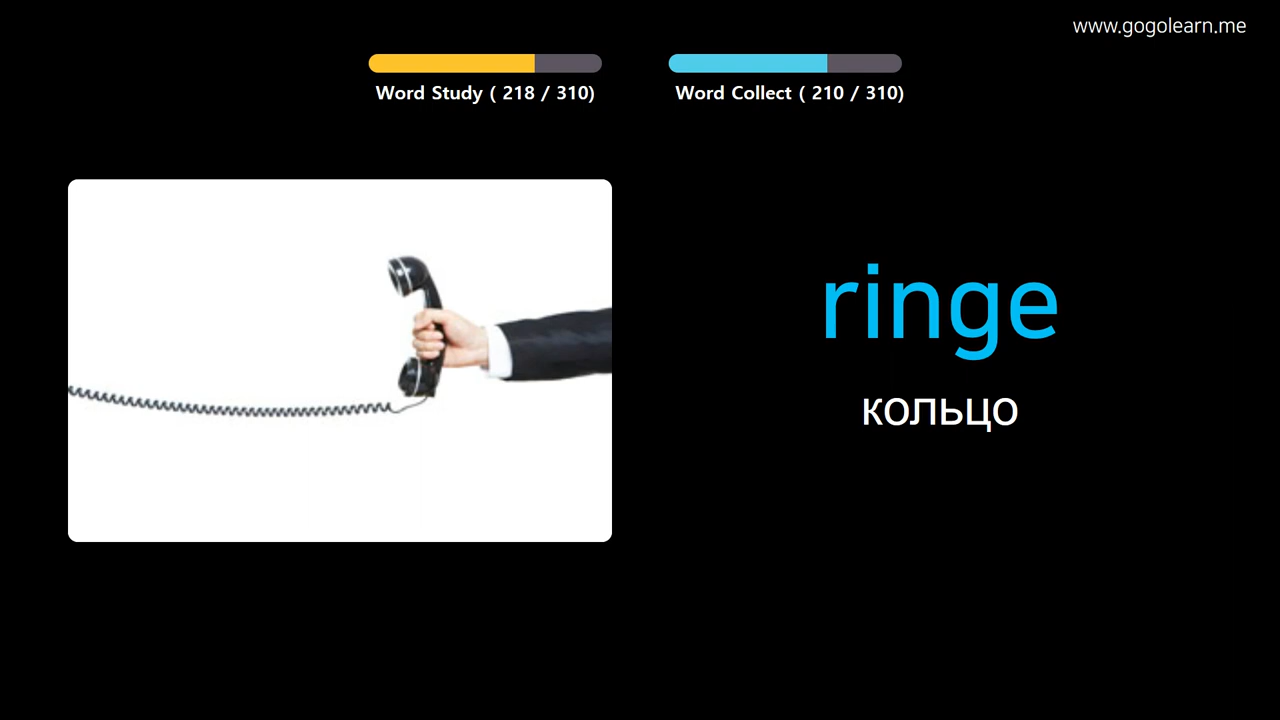 www.gogolearn.me
Word Study ( 218 / 310)
Word Collect ( 210 / 310)
ringe
кольцо